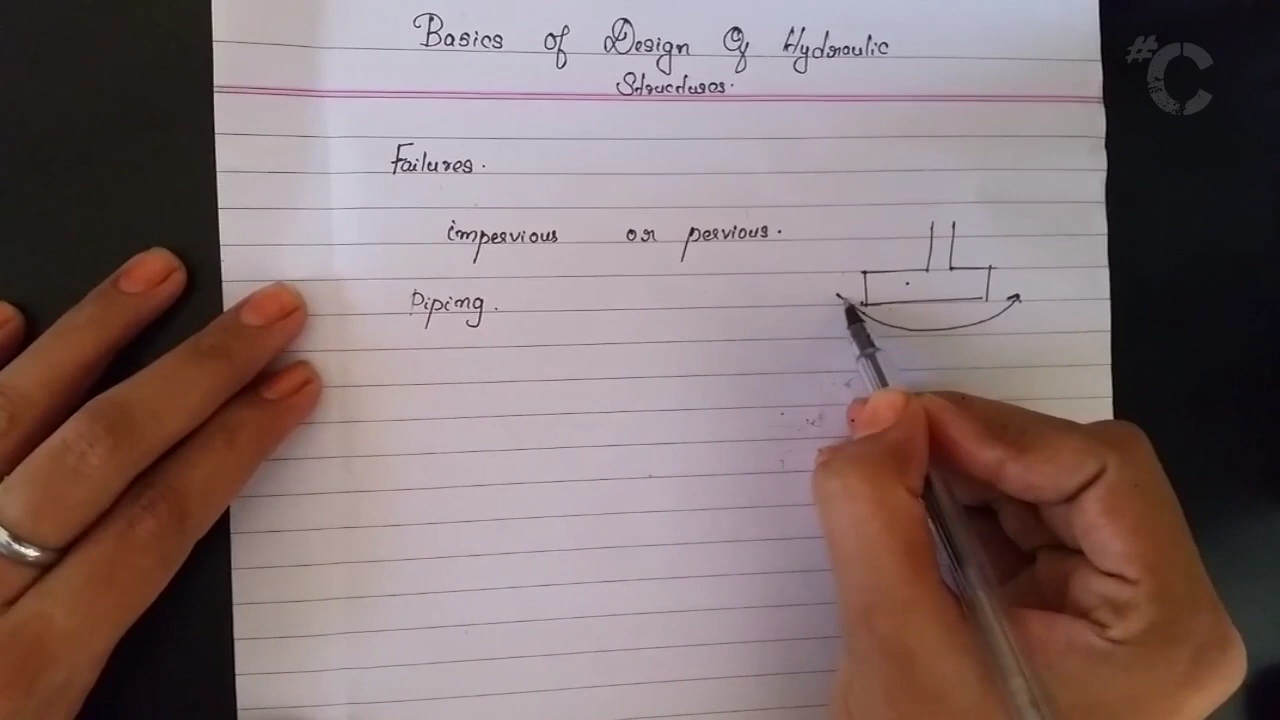 Basics of Design Of Hydraulic
Structures.
Failures.
impervious or pervious.
Piping.
#C